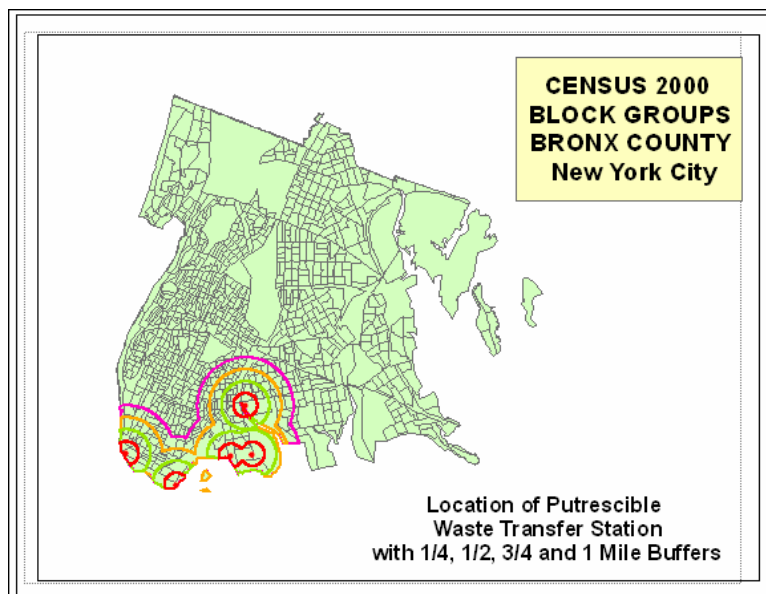 CENSUS 2000
BLOCK GROUPS
BRONX COUNTY
New York City
Location of Putrescible
Waste Transfer Station
with 1/4, 1/2, 3/4 and 1 Mile Buffers